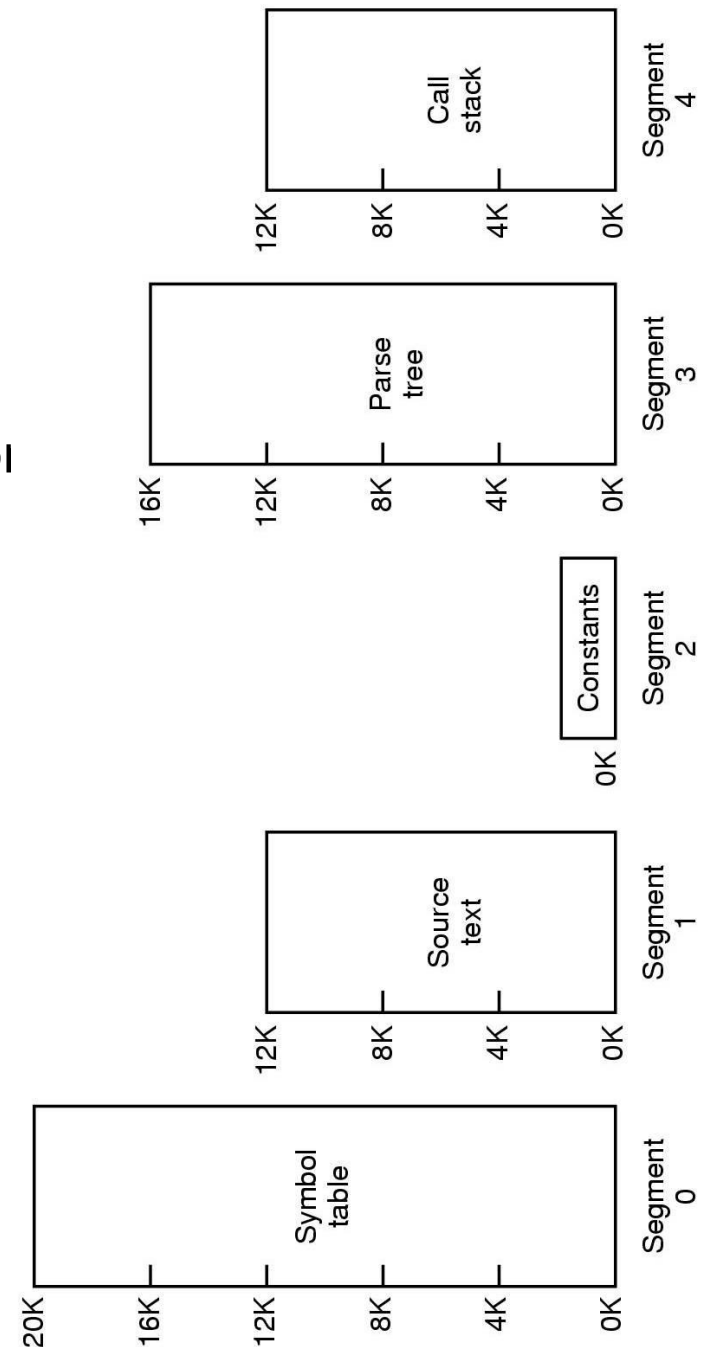 20K
16K
12K
8K
4K
0K
Symbol
table
Segment
0
12K
8K
4K
0K
Source
text
Segment
1
0K
Constants
Segment
2
16K
12K
8K
4K
0K
Parse
tree
Segment
3
12K
8K
4K
0K
Call
stack
Segment
4